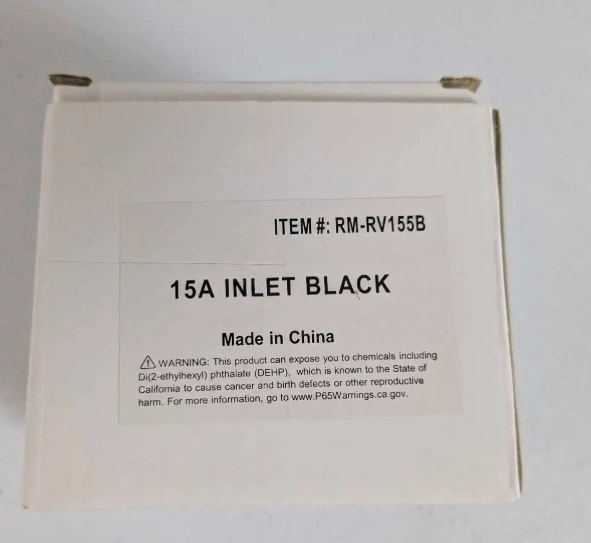 ITEM #: RM-RV155B
15A INLET BLACK
Made in China
⚠ WARNING: This product can expose you to chemicals including
Di(2-ethylhexyl) phthalate (DEHP), which is known to the State of
California to cause cancer and birth defects or other reproductive
harm. For more information, go to www.P65Warnings.ca.gov.